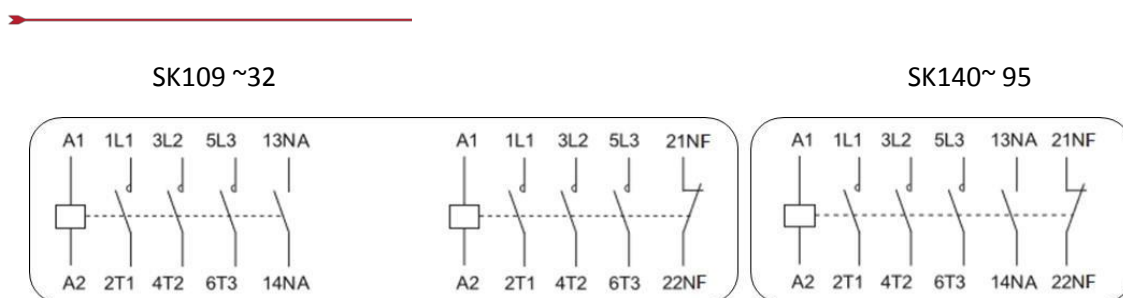 SK109 ~32 SK140~ 95
A1 1L1 3L2 5L3 13NA A1 1L1 3L2 5L3 21NF A1 1L1 3L2 5L3 13NA 21NF
A2 2T1 4T2 6T3 14NA A2 2T1 4T2 6T3 22NF A2 2T1 4T2 6T3 14NA 22NF